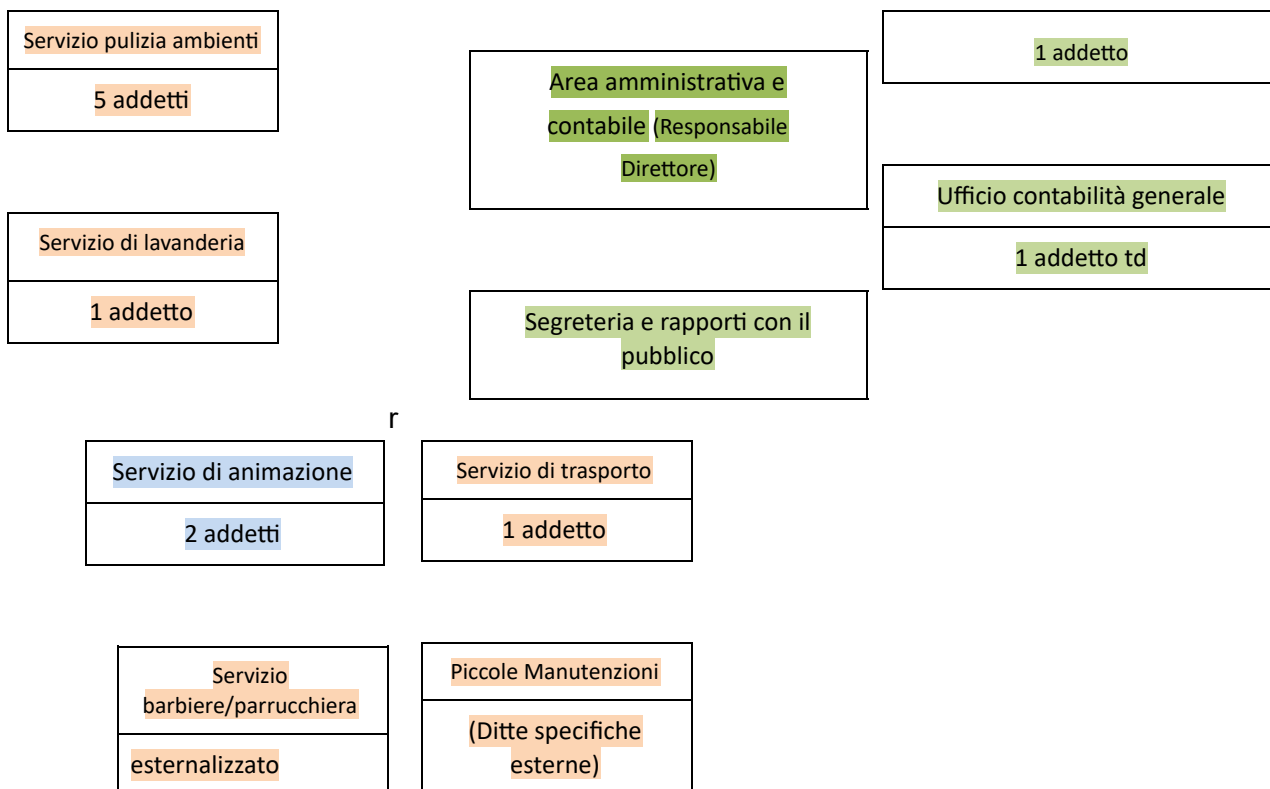 Servizio pulizia ambienti
5 addetti
1 addetto
Area amministrativa e
contabile (Responsabile
Direttore)
Ufficio contabilità generale
1 addetto td
Servizio di lavanderia
1 addetto
Segreteria e rapporti con il
pubblico
r
Servizio di animazione
2 addetti
Servizio di trasporto
1 addetto
Servizio
barbiere/parrucchiera
esternalizzato
Piccole Manutenzioni
(Ditte specifiche
esterne)